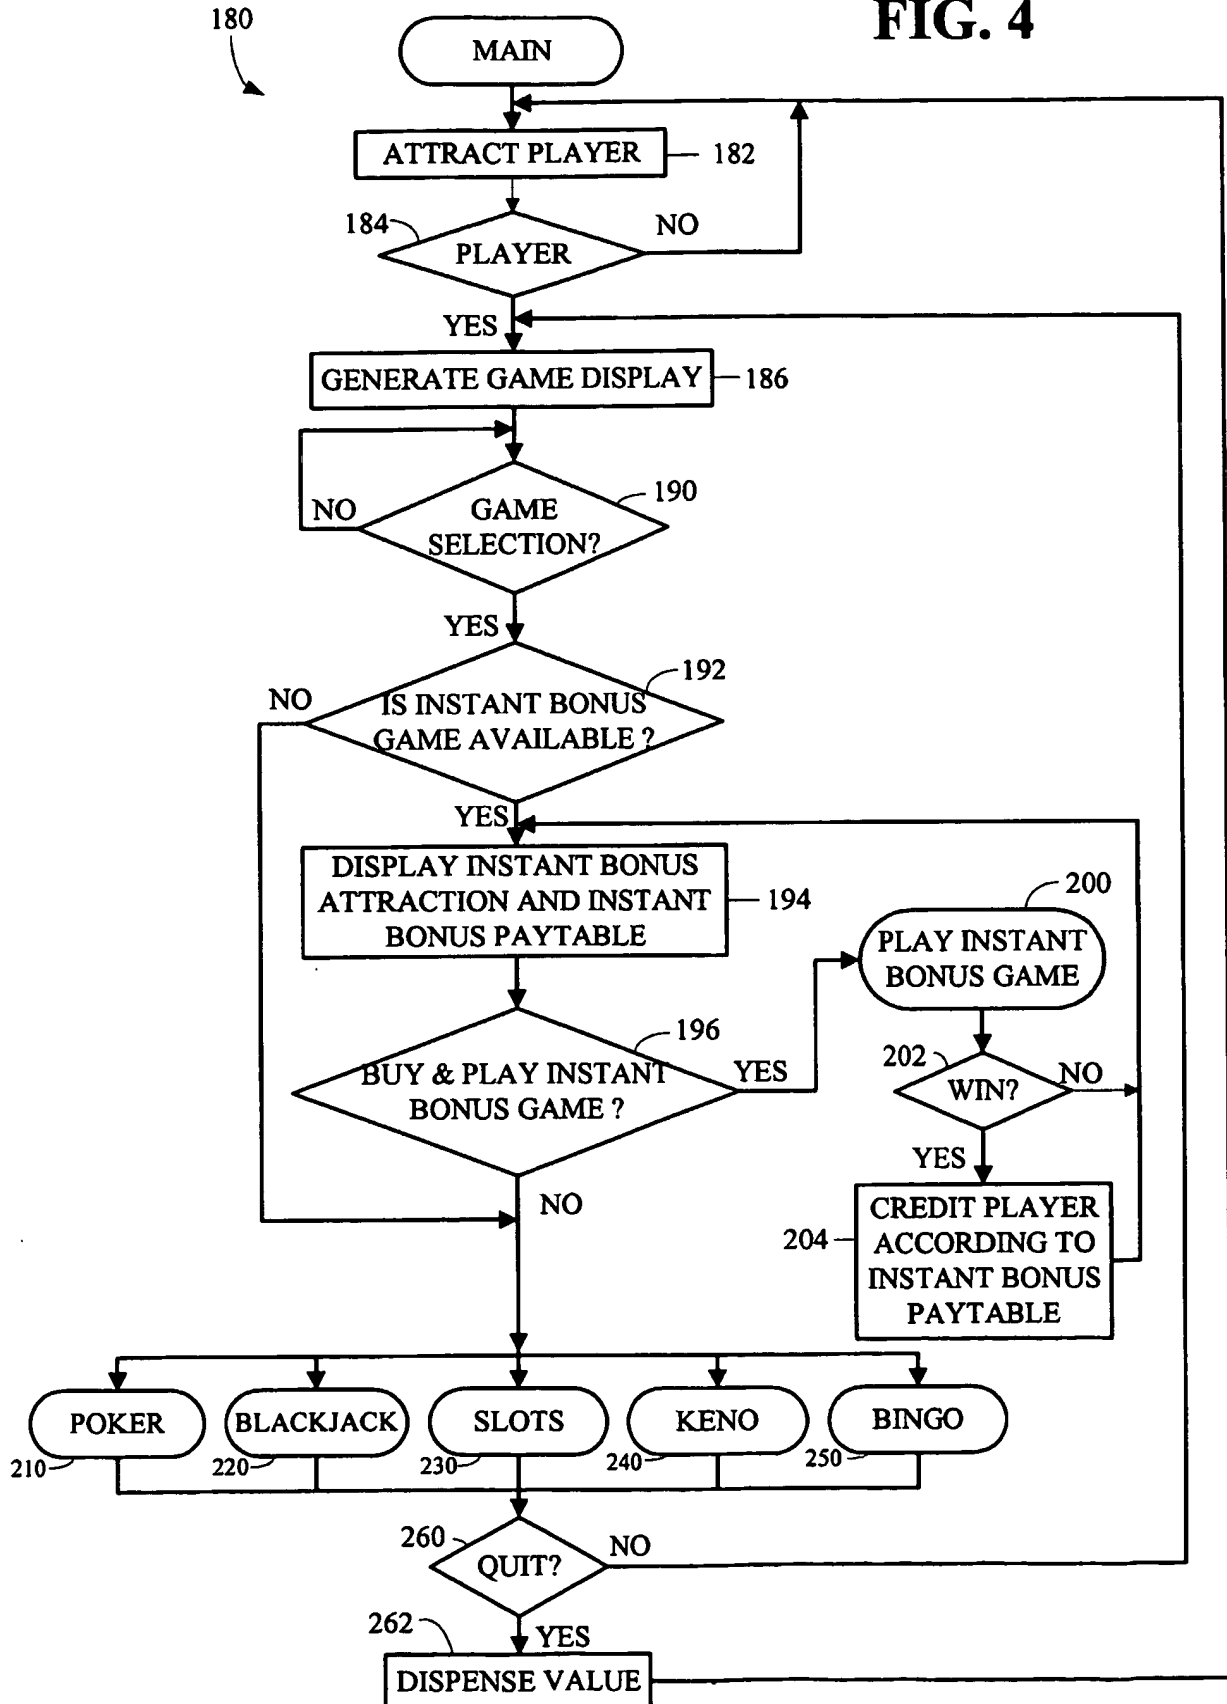 FIG. 4
180
MAIN
ATTRACT PLAYER
182
184
PLAYER
NO
YES
GENERATE GAME DISPLAY
186
GAME
SELECTION?
190
NO
YES
192
NO
IS INSTANT BONUS
GAME AVAILABLE ?
YES
DISPLAY INSTANT BONUS
ATTRACTION AND INSTANT
BONUS PAYTABLE
194
196
BUY & PLAY INSTANT
BONUS GAME ?
YES
NO
200
PLAY INSTANT
BONUS GAME
202
WIN?
NO
YES
204
CREDIT PLAYER
ACCORDING TO
INSTANT BONUS
PAYTABLE
POKER
BLACKJACK
SLOTS
KENO
BINGO
210
220
230
240
250
260
QUIT?
NO
YES
262
DISPENSE VALUE